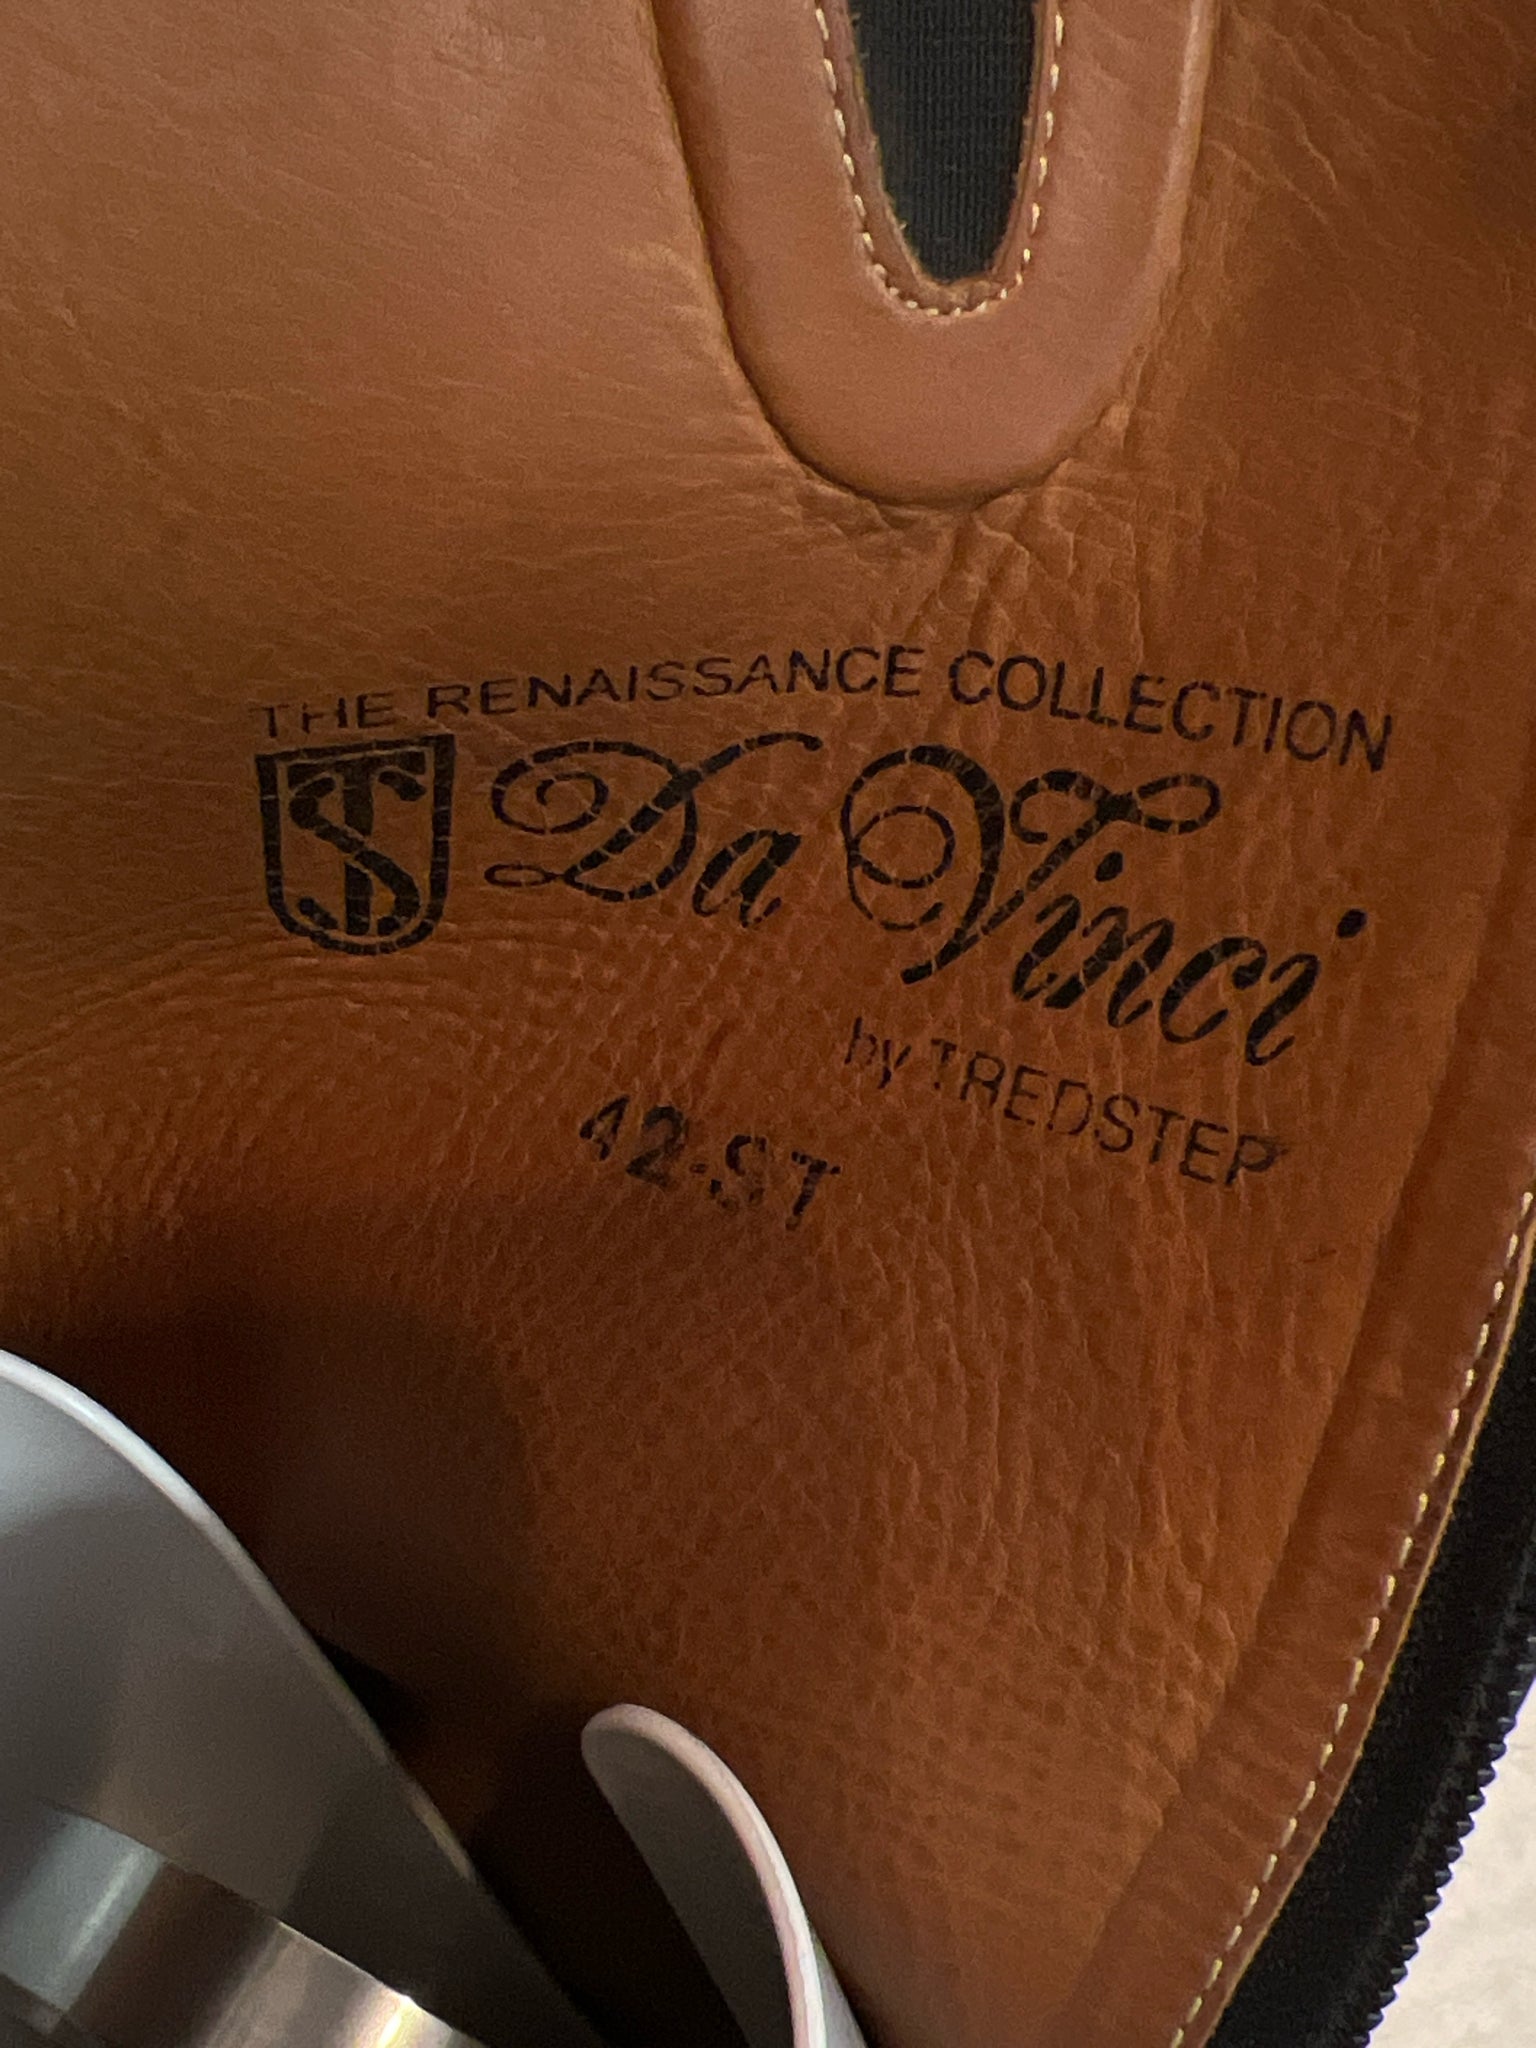 THE RENAISSANCE COLLECTION
TS Da Vinci
by TREDSTEP
42-ST